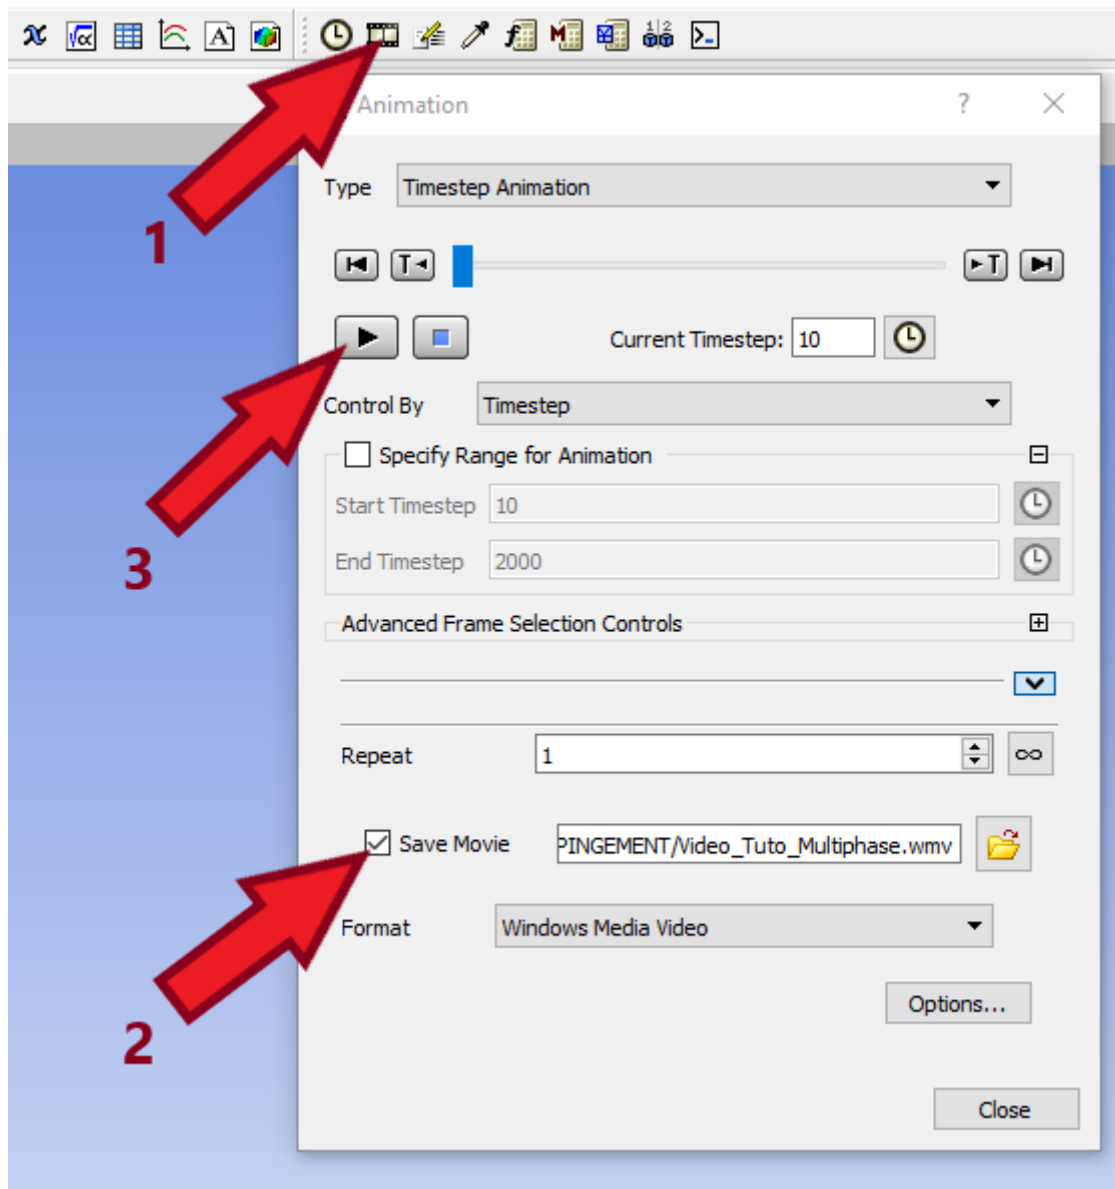 Animation
1
Type Timestep Animation
T T
Current Timestep: 10
3
Control By Timestep
Specify Range for Animation
Start Timestep 10
End Timestep 2000
Advanced Frame Selection Controls
Repeat 1
Save Movie PINGEMENT/Video_Tuto_Multiphase.wmv
2
Format Windows Media Video
Options...
Close